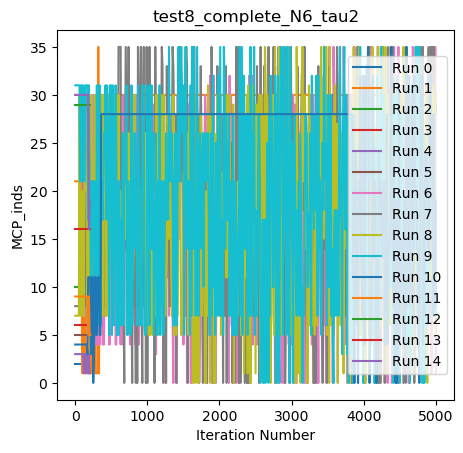 test8_complete_N6_tau2
MCP_inds
35
30
25
20
15
10
5
0
0
1000
2000
3000
4000
5000
Iteration Number
Run 0
Run 1
Run 2
Run 3
Run 4
Run 5
Run 6
Run 7
Run 8
Run 9
Run 10
Run 11
Run 12
Run 13
Run 14